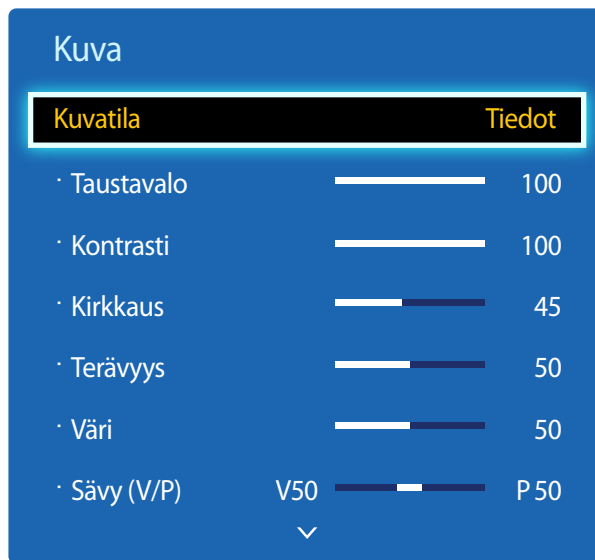 Kuva
Kuvatila Tiedot
· Taustavalo 100
· Kontrasti 100
· Kirkkaus 45
· Terävyys 50
· Väri 50
· Sävy (V/P) V50 P50